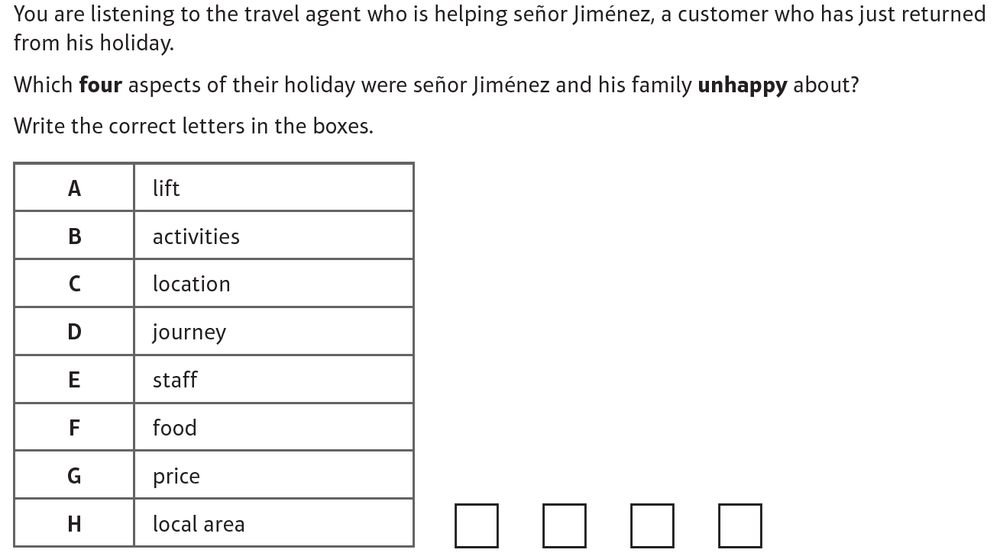 You are listening to the travel agent who is helping señor Jiménez, a customer who has just returned
from his holiday.
Which four aspects of their holiday were señor Jiménez and his family unhappy about?
Write the correct letters in the boxes.
A lift
B activities
C location
D journey
E staff
F food
G price
H local area